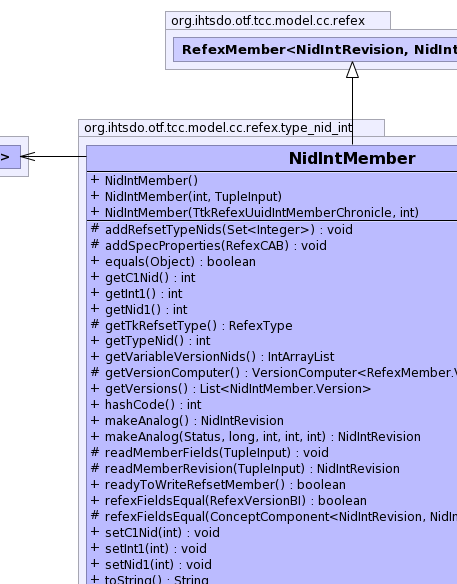 org.ihtsdo.otf.tcc.model.cc.refex
RefexMember<NidIntRevision, NidInt
org.ihtsdo.otf.tcc.model.cc.refex.type_nid_int
>
NidIntMember
+ NidIntMember()
+ NidIntMember(int, TupleInput)
+ NidIntMember(TtkRefexUuidIntMemberChronicle, int)
# addRefsetTypeNids(Set<Integer>) : void
# addSpecProperties(RefexCAB) : void
+ equals(Object) : boolean
+ getC1Nid() : int
+ getInt1() : int
+ getNid1() : int
# getTkRefsetType() : RefexType
+ getTypeNid() : int
+ getVariableVersionNids() : IntArrayList
# getVersionComputer() : VersionComputer<RefexMember.V
+ getVersions() : List<NidIntMember.Version>
+ hashCode() : int
+ makeAnalog() : NidIntRevision
+ makeAnalog(Status, long, int, int, int) : NidIntRevision
# readMemberFields(TupleInput) : void
# readMemberRevision(TupleInput) : NidIntRevision
+ readyToWriteRefsetMember() : boolean
+ refexFieldsEqual(RefexVersionBI) : boolean
# refexFieldsEqual(ConceptComponent<NidIntRevision, NidIn
+ setC1Nid(int) : void
+ setInt1(int) : void
+ setNid1(int) : void
+ toString() : String